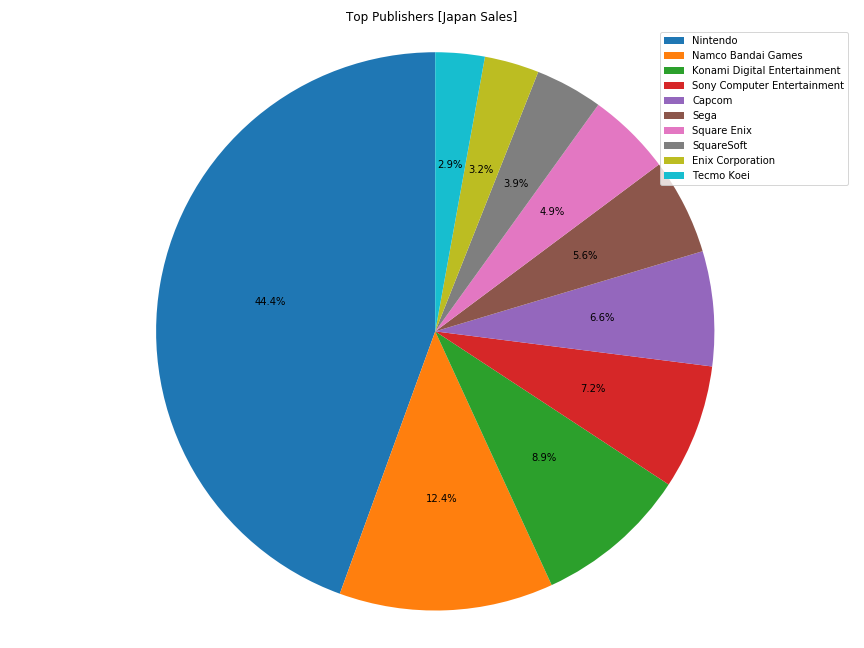 Top Publishers [Japan Sales]
Nintendo
Namco Bandai Games
Konami Digital Entertainment
Sony Computer Entertainment
Capcom
Sega
Square Enix
SquareSoft
Enix Corporation
Tecmo Koei
2.9%
3.2%
3.9%
4.9%
5.6%
44.4%
6.6%
7.2%
8.9%
12.4%